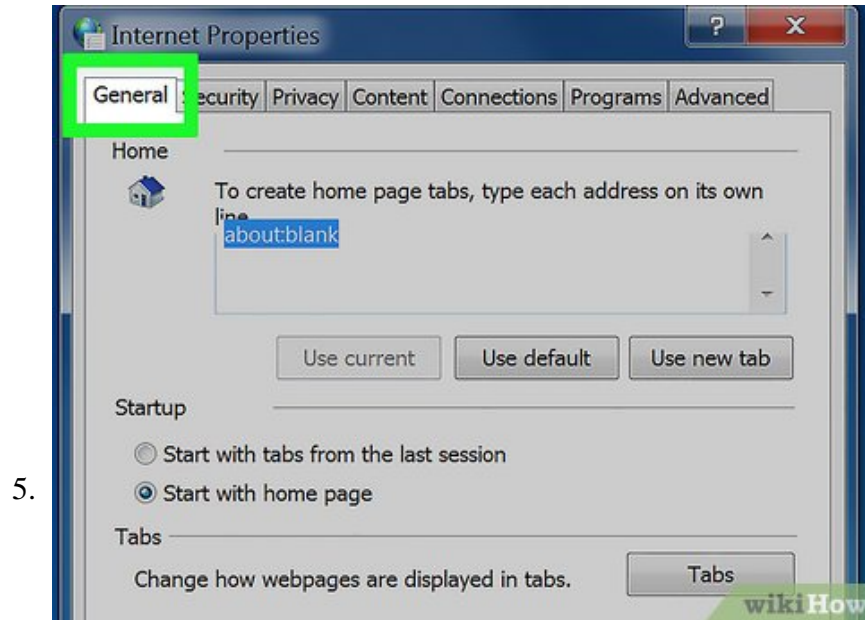 Internet Properties
? X
General Security Privacy Content Connections Programs Advanced
Home
To create home page tabs, type each address on its own
line
about:blank
Use current Use default Use new tab
Startup
Start with tabs from the last session
5.
Start with home page
Tabs
Change how webpages are displayed in tabs.
Tabs
wikiHow